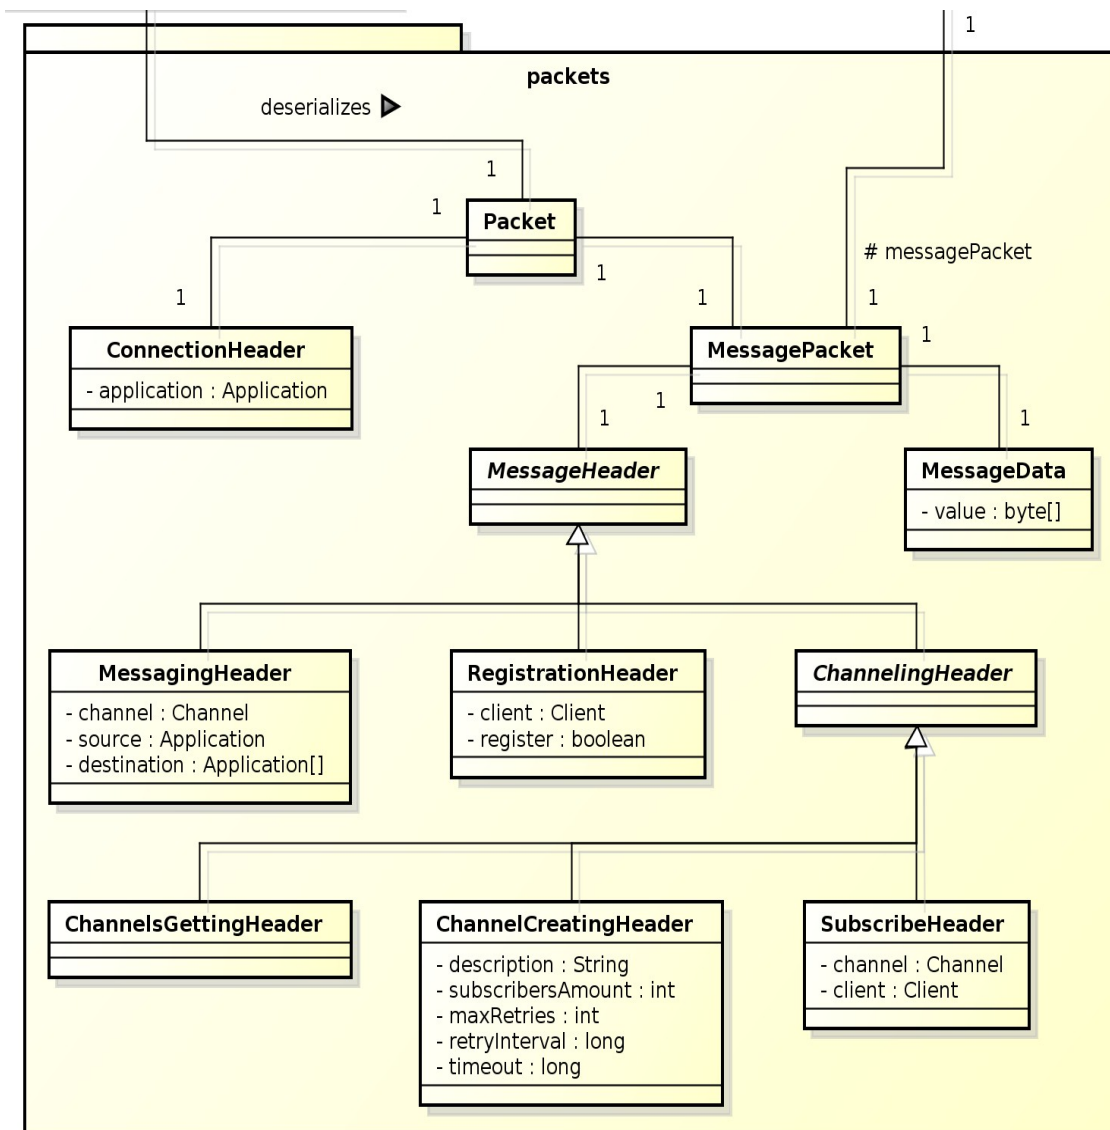 1
packets
deserializes
1
1
Packet
# messagePacket
1
1
1
1
1
ConnectionHeader
- application : Application
MessagePacket
1
1
1
MessageHeader
MessageData
- value : byte[]
MessagingHeader
- channel : Channel
- source : Application
- destination : Application[]
RegistrationHeader
- client : Client
- register : boolean
ChannelingHeader
ChannelsGettingHeader
ChannelCreatingHeader
- description : String
- subscribersAmount : int
- maxRetries : int
- retryInterval : long
- timeout : long
SubscribeHeader
- channel : Channel
- client : Client